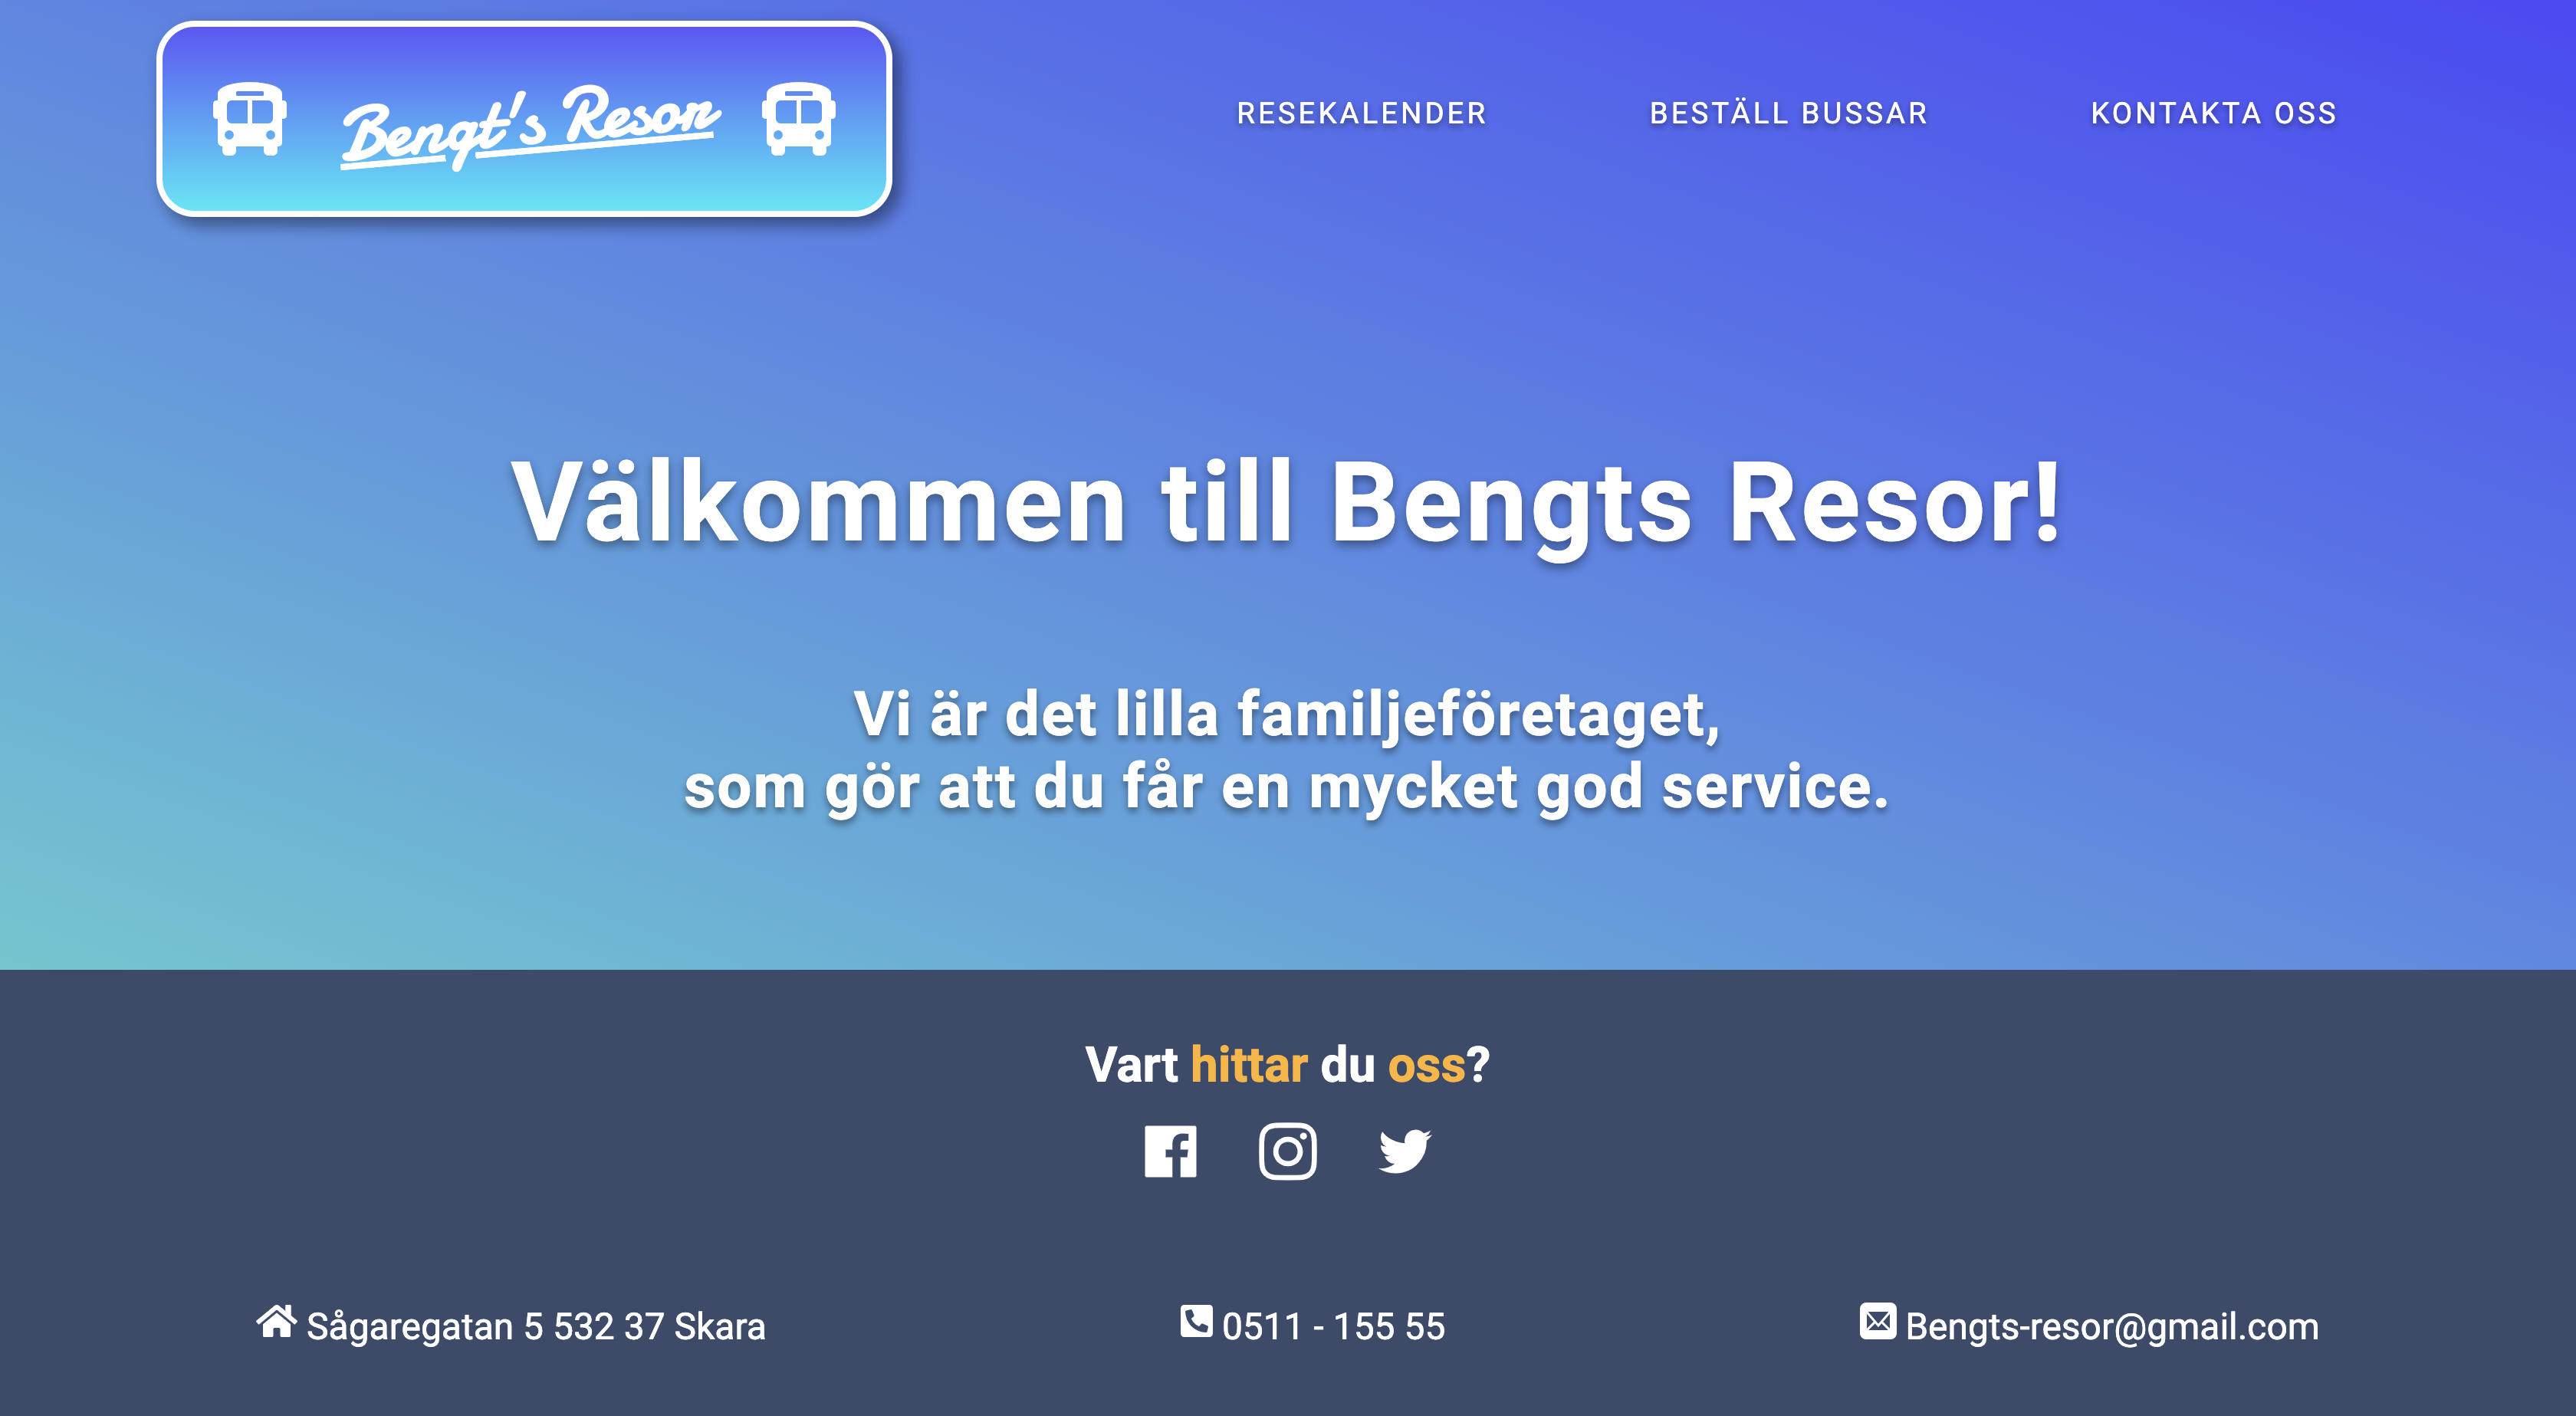 Bengt's Resor
RESEKALENDER
BESTÄLL BUSSAR
KONTAKTA OSS
Välkommen till Bengts Resor!
Vi är det lilla familjeföretaget,
som gör att du får en mycket god service.
Vart hittar du oss?
Sågaregatan 5 532 37 Skara
0511 - 155 55
Bengts-resor@gmail.com